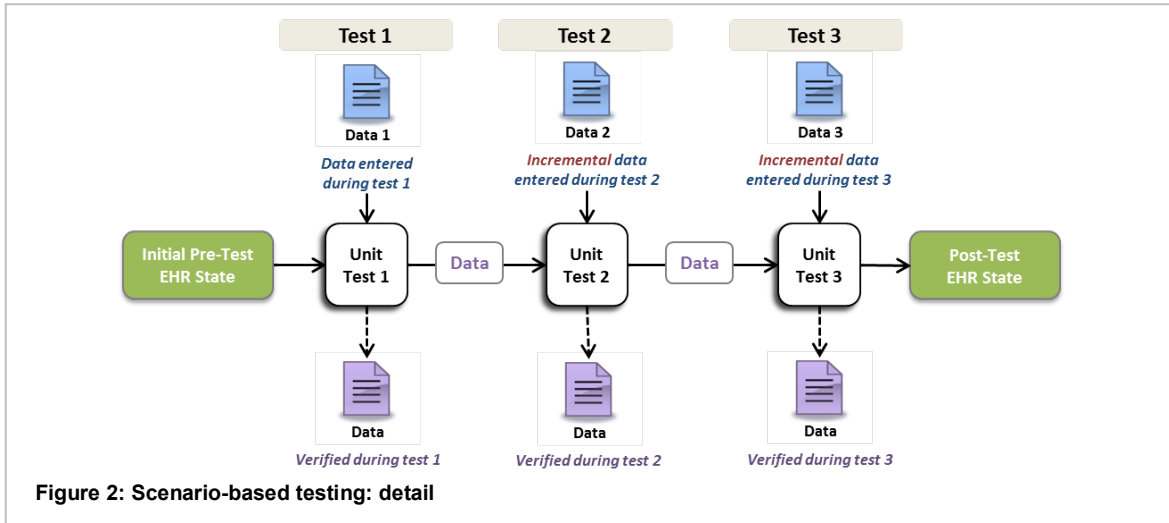 Test 1
Test 2
Test 3
Data 1
Data 2
Data 3
Data entered
during test 1
Incremental data
entered during test 2
Incremental data
entered during test 3
Initial Pre-Test
EHR State
Unit
Test 1
Data
Unit
Test 2
Data
Unit
Test 3
Post-Test
EHR State
Data
Data
Data
Verified during test 1
Verified during test 2
Verified during test 3
Figure 2: Scenario-based testing: detail